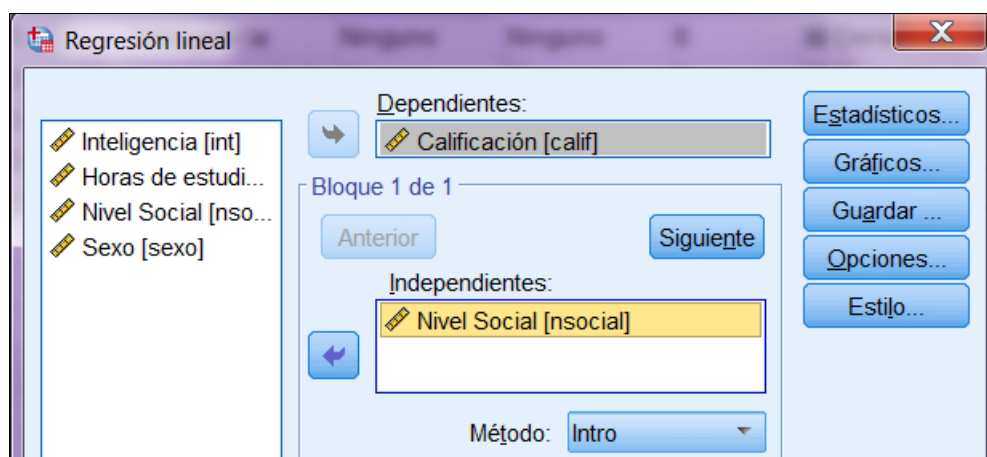 Regresión lineal
X
Inteligencia [int]
Horas de estudi...
Nivel Social [nso...
Sexo [sexo]
Dependientes:
Calificación [calif]
Bloque 1 de 1
Anterior
Siguiente
Independientes:
Nivel Social [nsocial]
Método: Intro
Estadísticos...
Gráficos...
Guardar ...
Opciones...
Estilo...